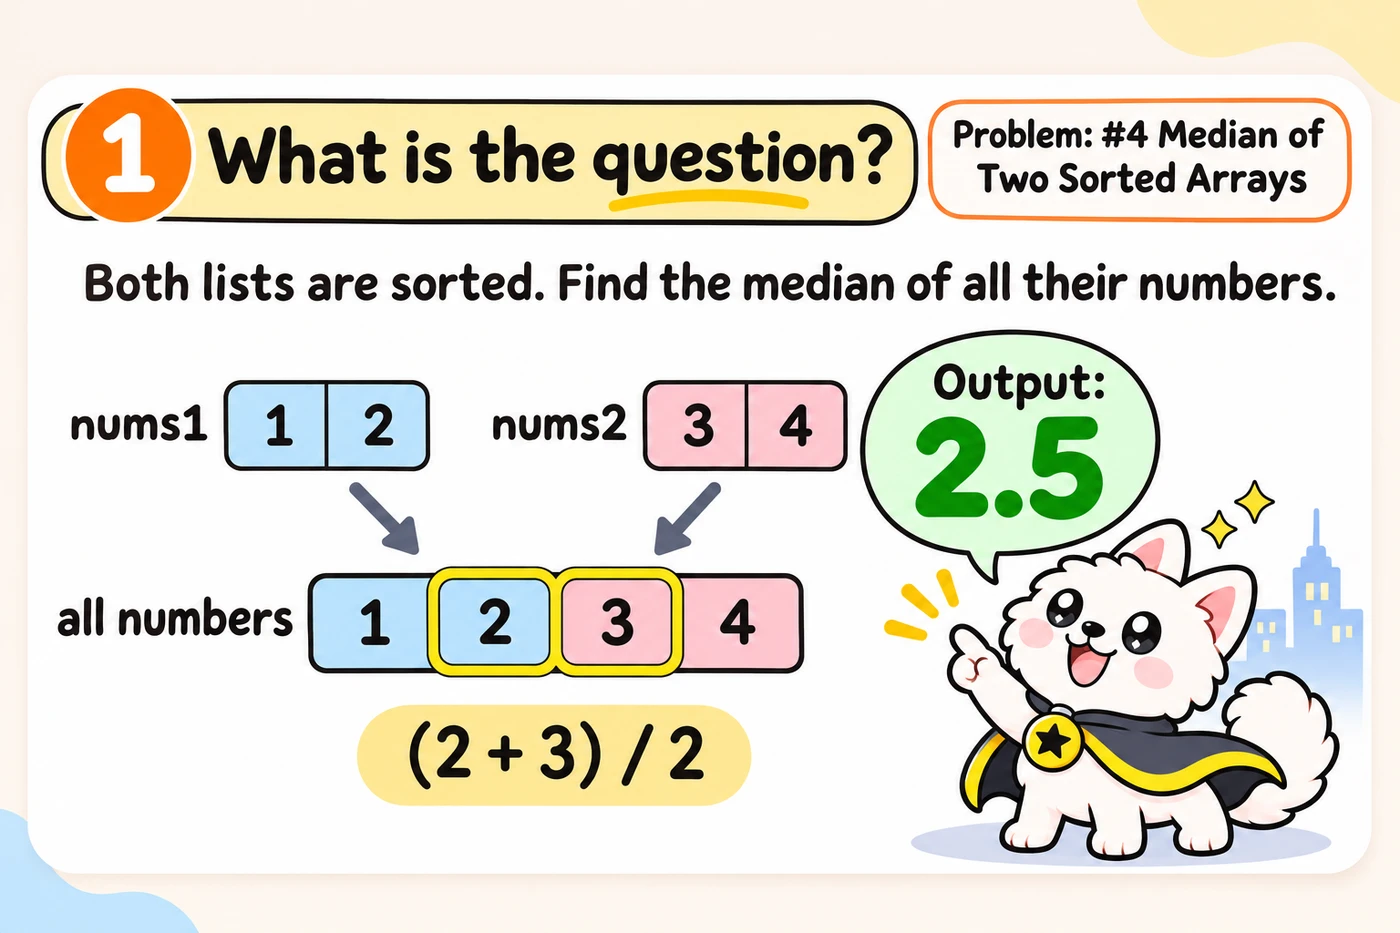 1 What is the question?
Problem: #4 Median of
Two Sorted Arrays
Both lists are sorted. Find the median of all their numbers.
nums1 1 2
nums2 3 4
Output:
2.5
all numbers 1 2 3 4
(2 + 3) / 2